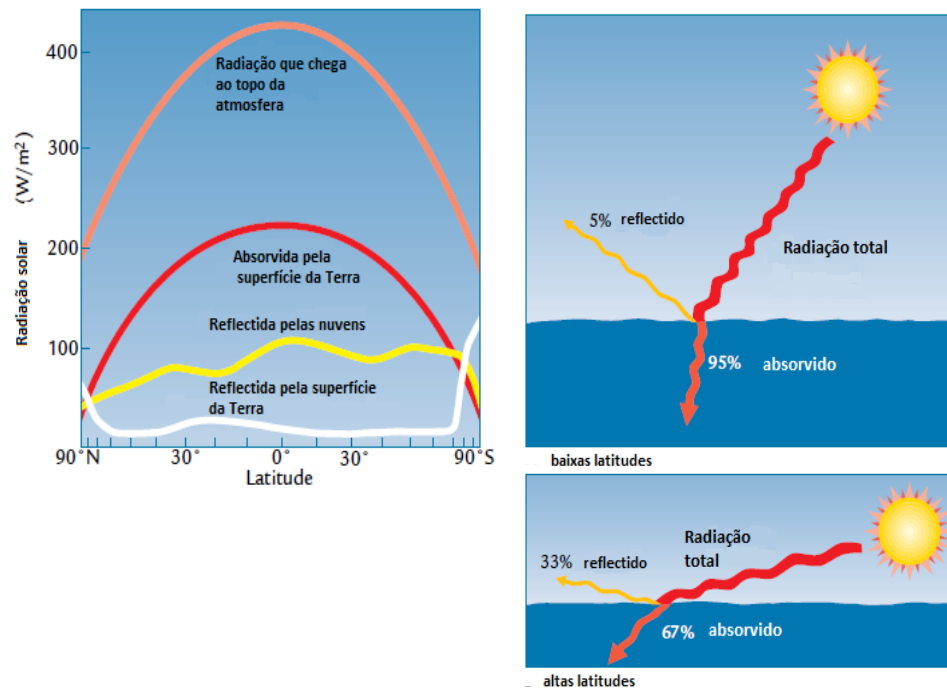 400
300
200
100
Radiação solar (W/m²)
Radiação que chega
ao topo da
atmosfera
Absorvida pela
superfície da Terra
Reflectida pelas nuvens
Reflectida pela superfície
da Terra
90°N 30° 0° 30° 90°S
Latitude
5% reflectido
Radiação total
95% absorvido
baixas latitudes
Radiação
total
33% reflectido
67% absorvido
altas latitudes